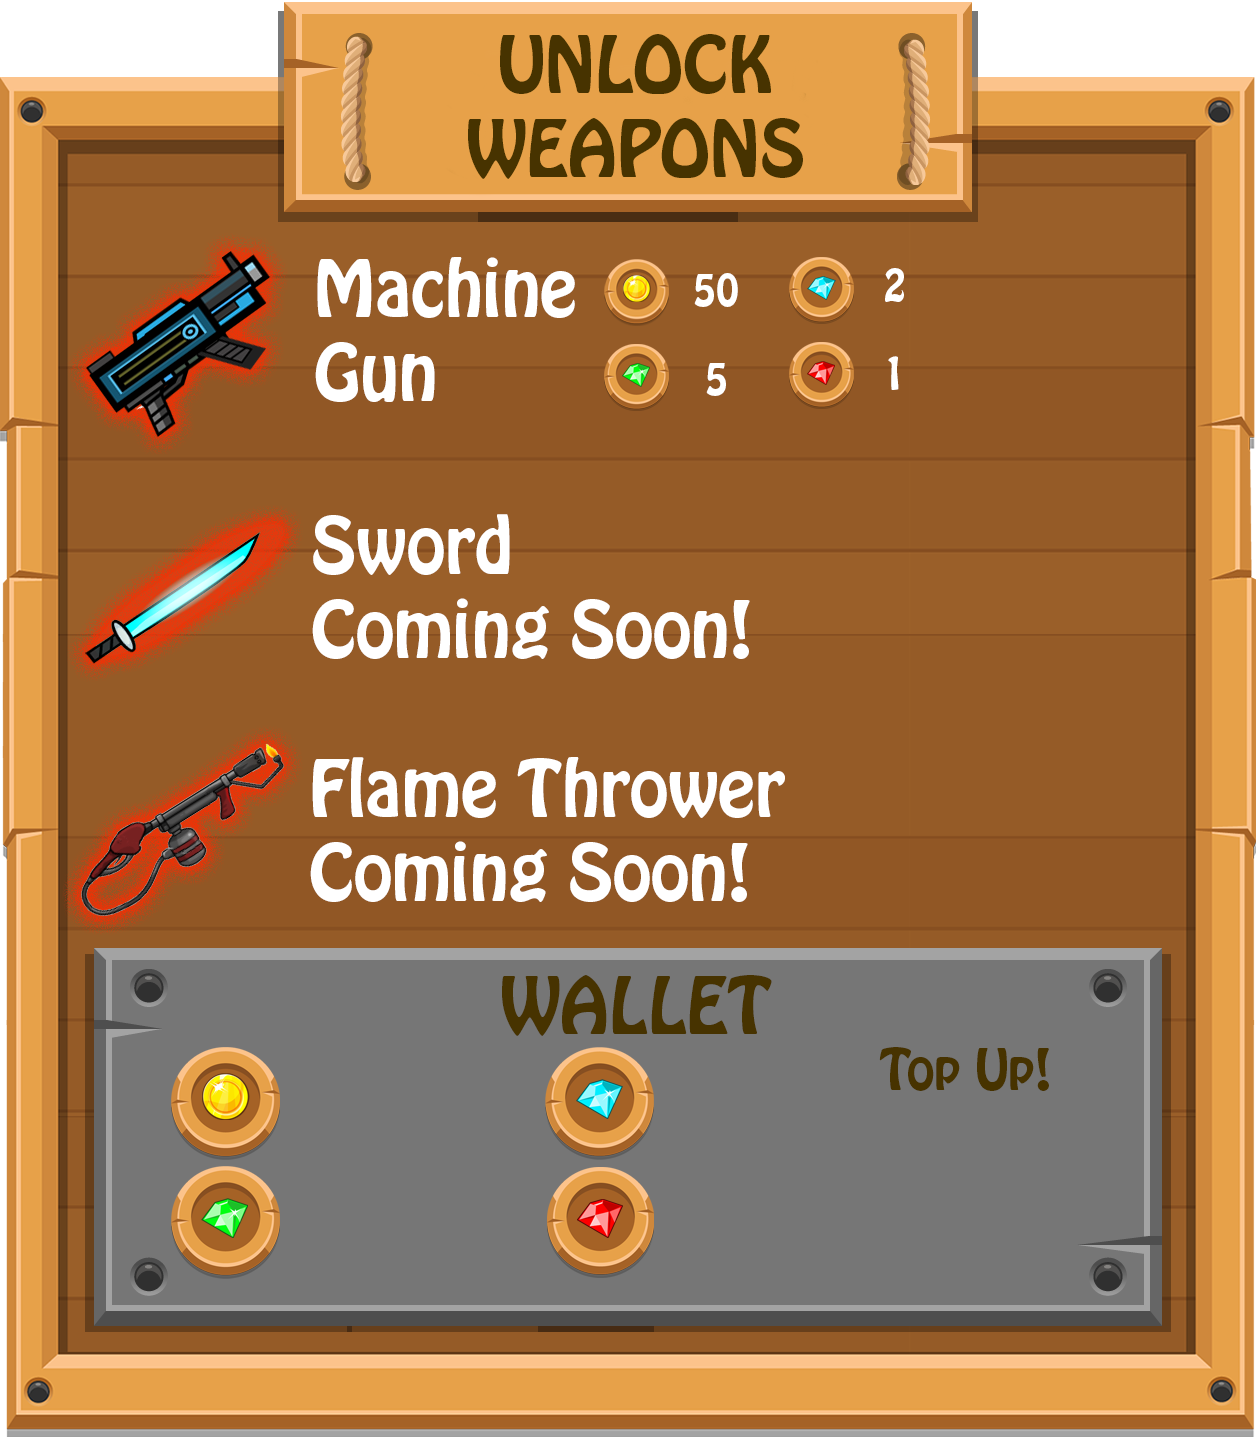 UNLOCK
WEAPONS
Machine 50 2
Gun 5 1
Sword
Coming Soon!
Flame Thrower
Coming Soon!
WALLET
Top Up!